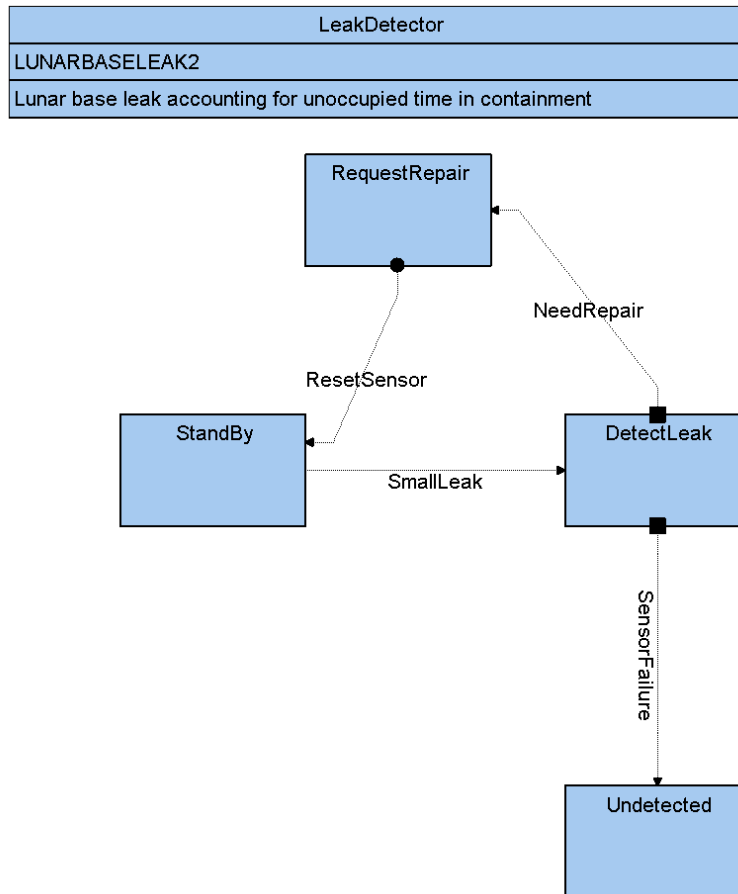 LeakDetector
LUNARBASELEAK2
Lunar base leak accounting for unoccupied time in containment
RequestRepair
NeedRepair
ResetSensor
StandBy
DetectLeak
SmallLeak
SensorFailure
Undetected